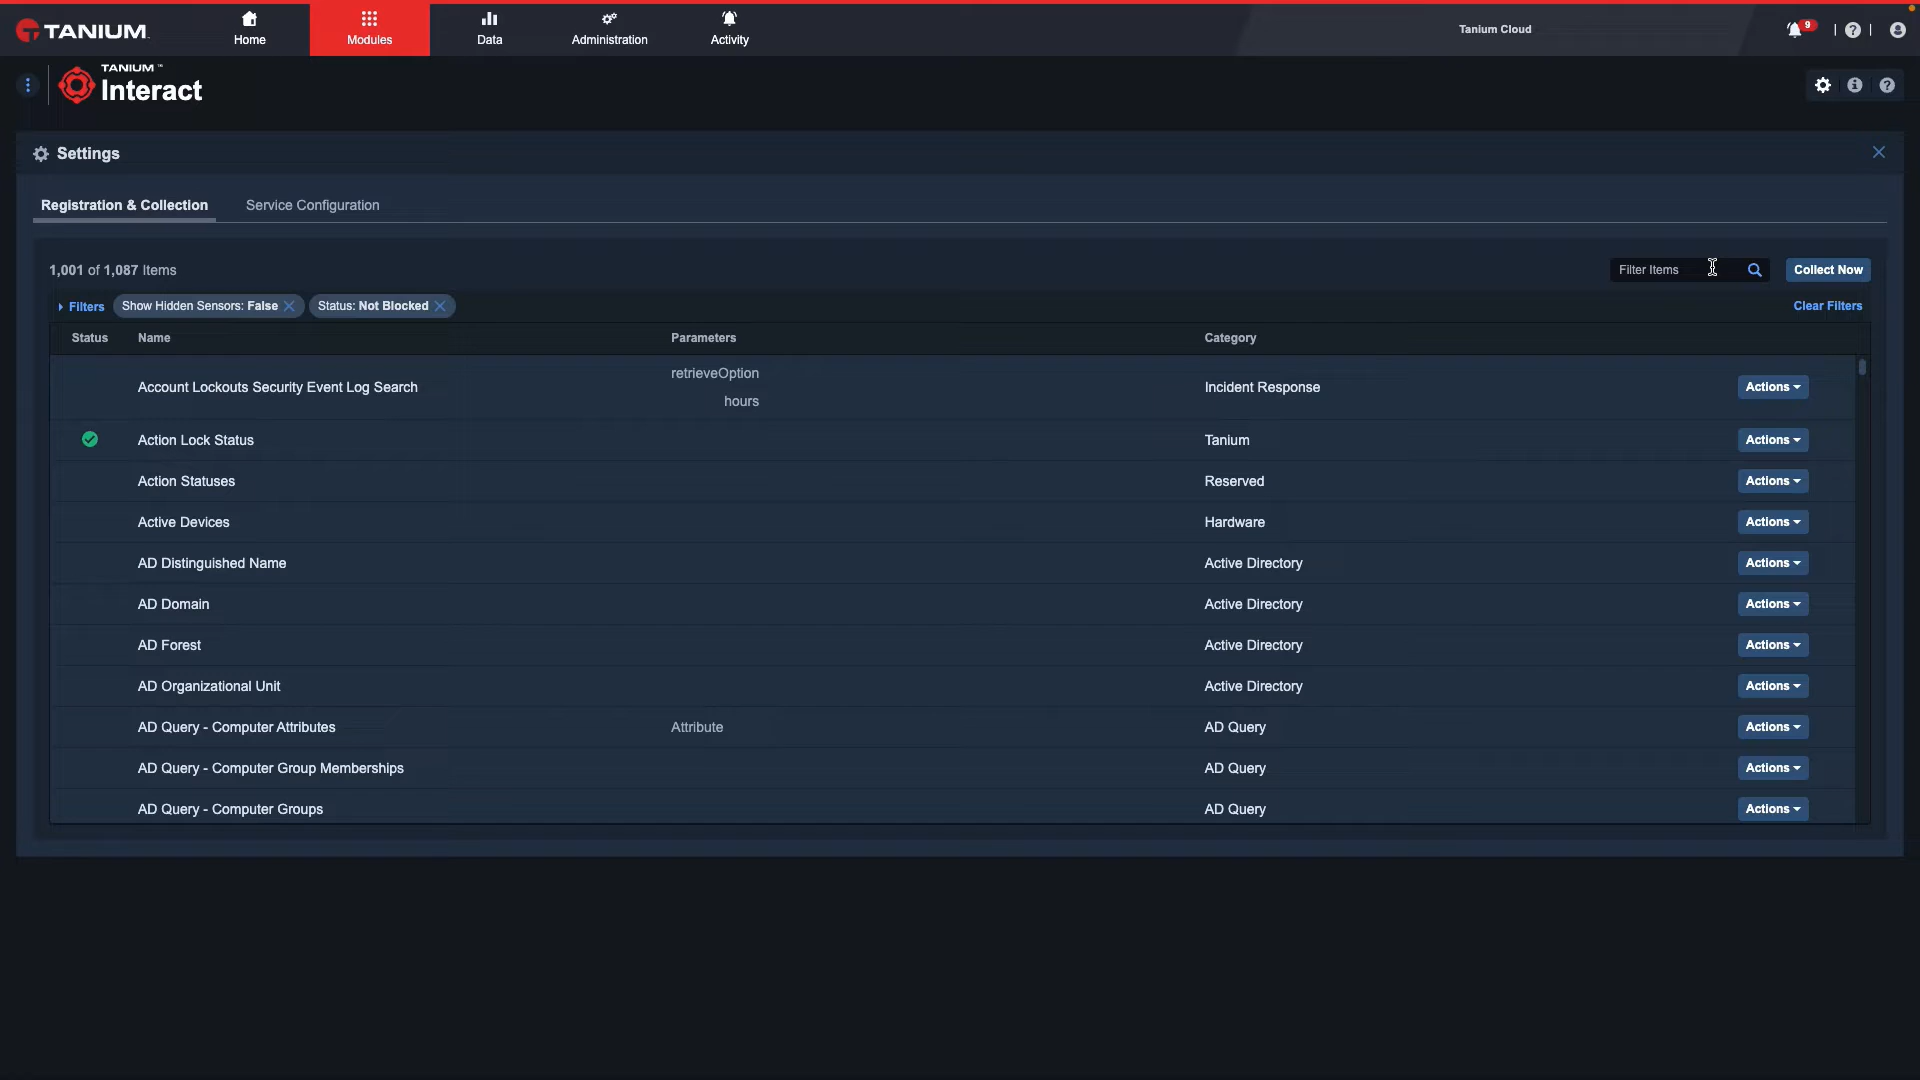 TANIUM
Home
Modules
Data
Administration
Activity
Tanium Cloud
9
TANIUM™
Interact
Settings
Registration & Collection
Service Configuration
1,001 of 1,087 Items
Filter Items
Collect Now
Filters
Show Hidden Sensors: False
Status: Not Blocked
Clear Filters
Status Name Parameters Category
Account Lockouts Security Event Log Search retrieveOption hours Incident Response Actions
Action Lock Status Tanium Actions
Action Statuses Reserved Actions
Active Devices Hardware Actions
AD Distinguished Name Active Directory Actions
AD Domain Active Directory Actions
AD Forest Active Directory Actions
AD Organizational Unit Active Directory Actions
AD Query - Computer Attributes Attribute AD Query Actions
AD Query - Computer Group Memberships AD Query Actions
AD Query - Computer Groups AD Query Actions